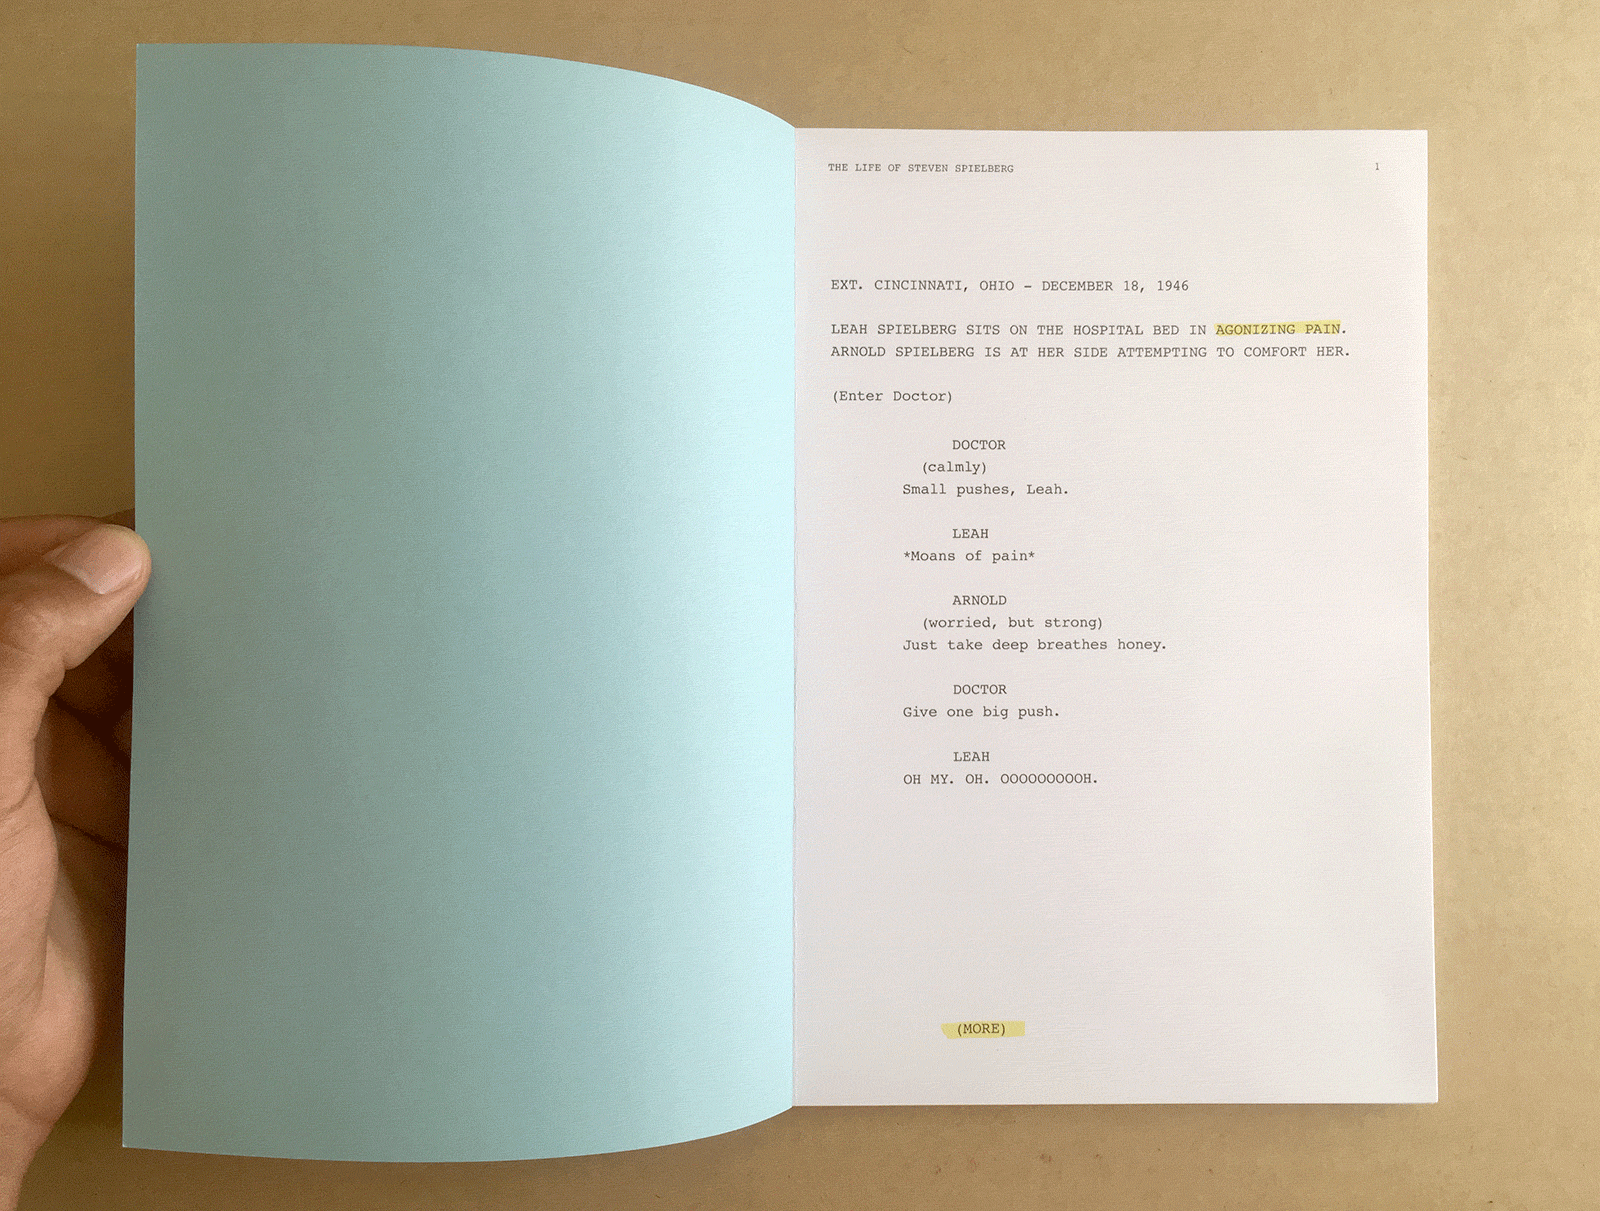 THE LIFE OF STEVEN SPIELBERG 1
EXT. CINCINNATI, OHIO – DECEMBER 18, 1946
LEAH SPIELBERG SITS ON THE HOSPITAL BED IN AGONIZING PAIN.
ARNOLD SPIELBERG IS AT HER SIDE ATTEMPTING TO COMFORT HER.
(Enter Doctor)
DOCTOR
(calmly)
Small pushes, Leah.
LEAH
*Moans of pain*
ARNOLD
(worried, but strong)
Just take deep breathes honey.
DOCTOR
Give one big push.
LEAH
OH MY. OH. OOOOOOOOOH.
(MORE)